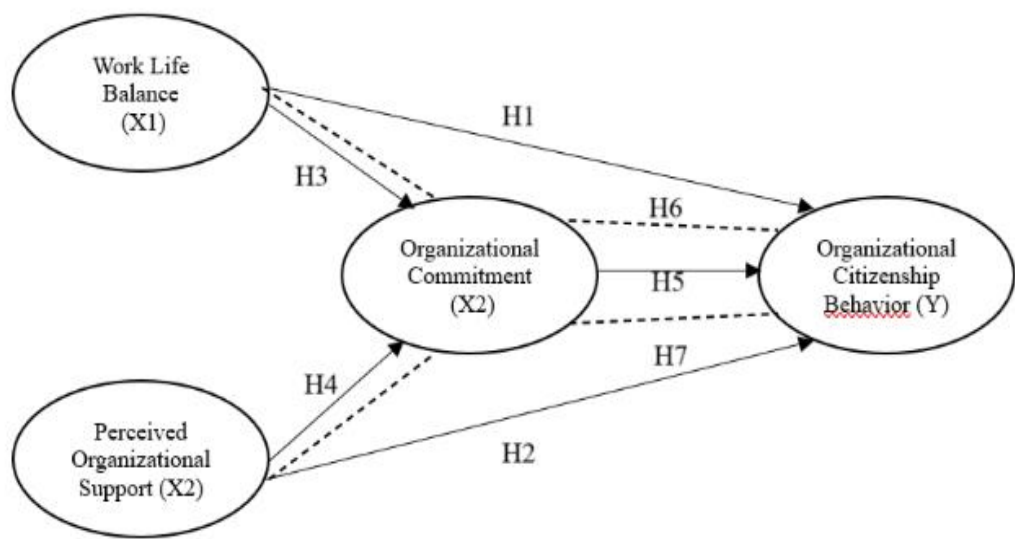 Work Life
Balance
(X1)
H1
H3
H6
Organizational
Commitment
(X2)
H5
Organizational
Citizenship
Behavior (Y)
H7
H4
Perceived
Organizational
Support (X2)
H2